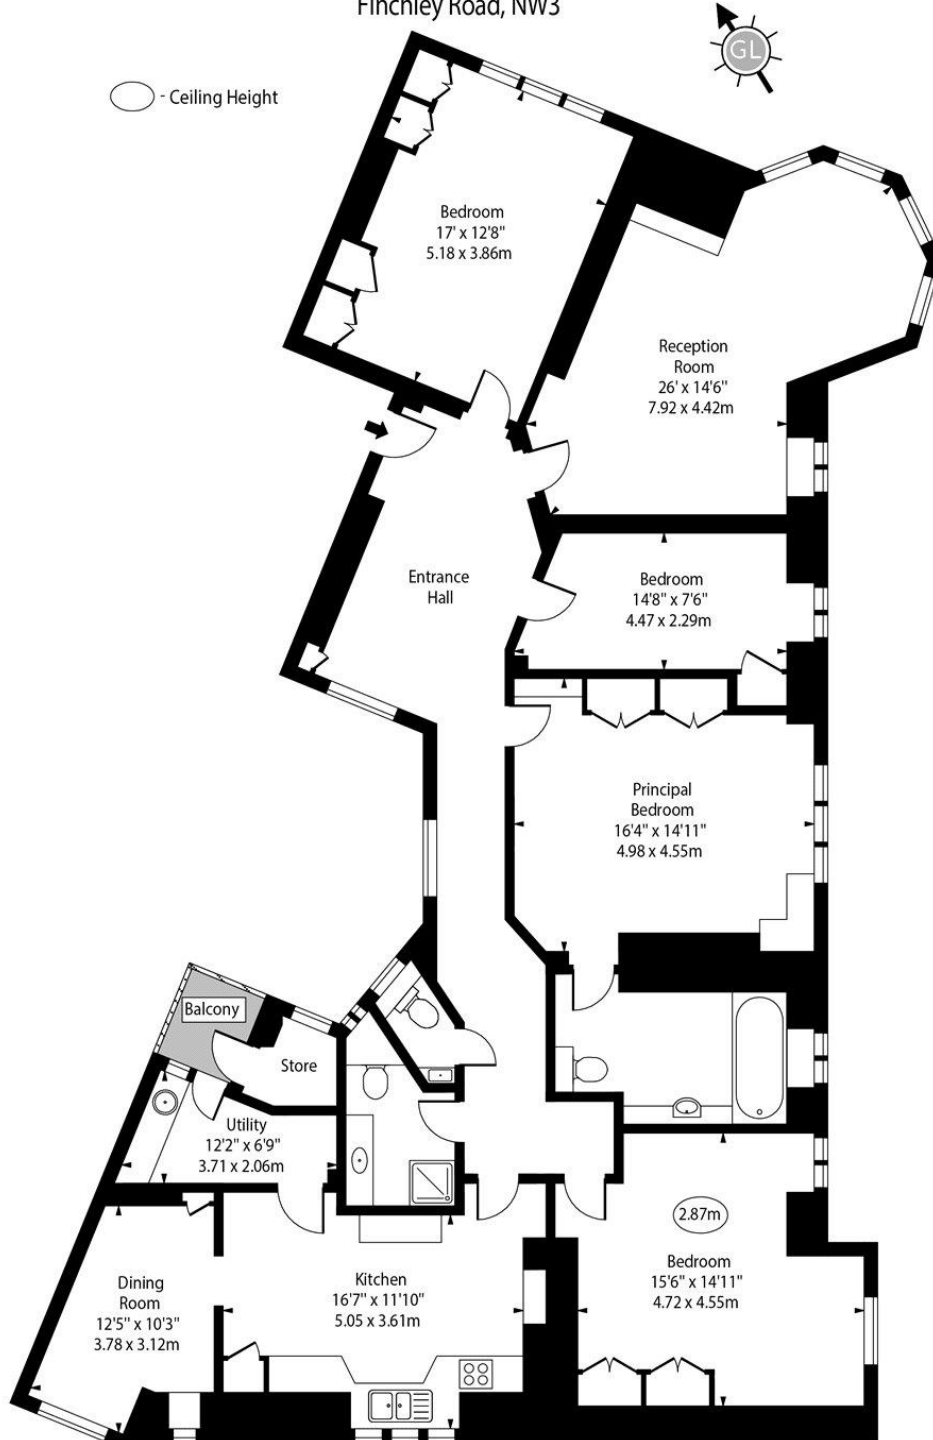 Finchley Road, NW3
GL
- Ceiling Height
Bedroom
17' x 12'8"
5.18 x 3.86m
Reception
Room
26' x 14'6"
7.92 x 4.42m
Entrance
Hall
Bedroom
14'8" x 7'6"
4.47 x 2.29m
Principal
Bedroom
16'4" x 14'11"
4.98 x 4.55m
Balcony
Store
Utility
12'2" x 6'9"
3.71 x 2.06m
2.87m
Bedroom
15'6" x 14'11"
4.72 x 4.55m
Kitchen
16'7" x 11'10"
5.05 x 3.61m
Dining
Room
12'5" x 10'3"
3.78 x 3.12m